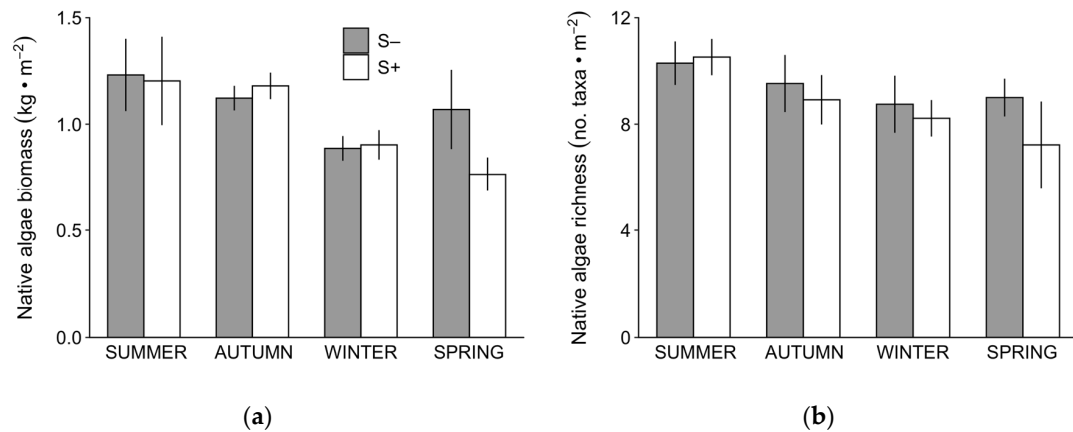 Native algae biomass (kg • m−2)
1.5
1.0
0.5
0.0
S−
S+
SUMMER AUTUMN WINTER SPRING
(a)
Native algae richness (no. taxa • m−2)
12
8
4
0
SUMMER AUTUMN WINTER SPRING
(b)